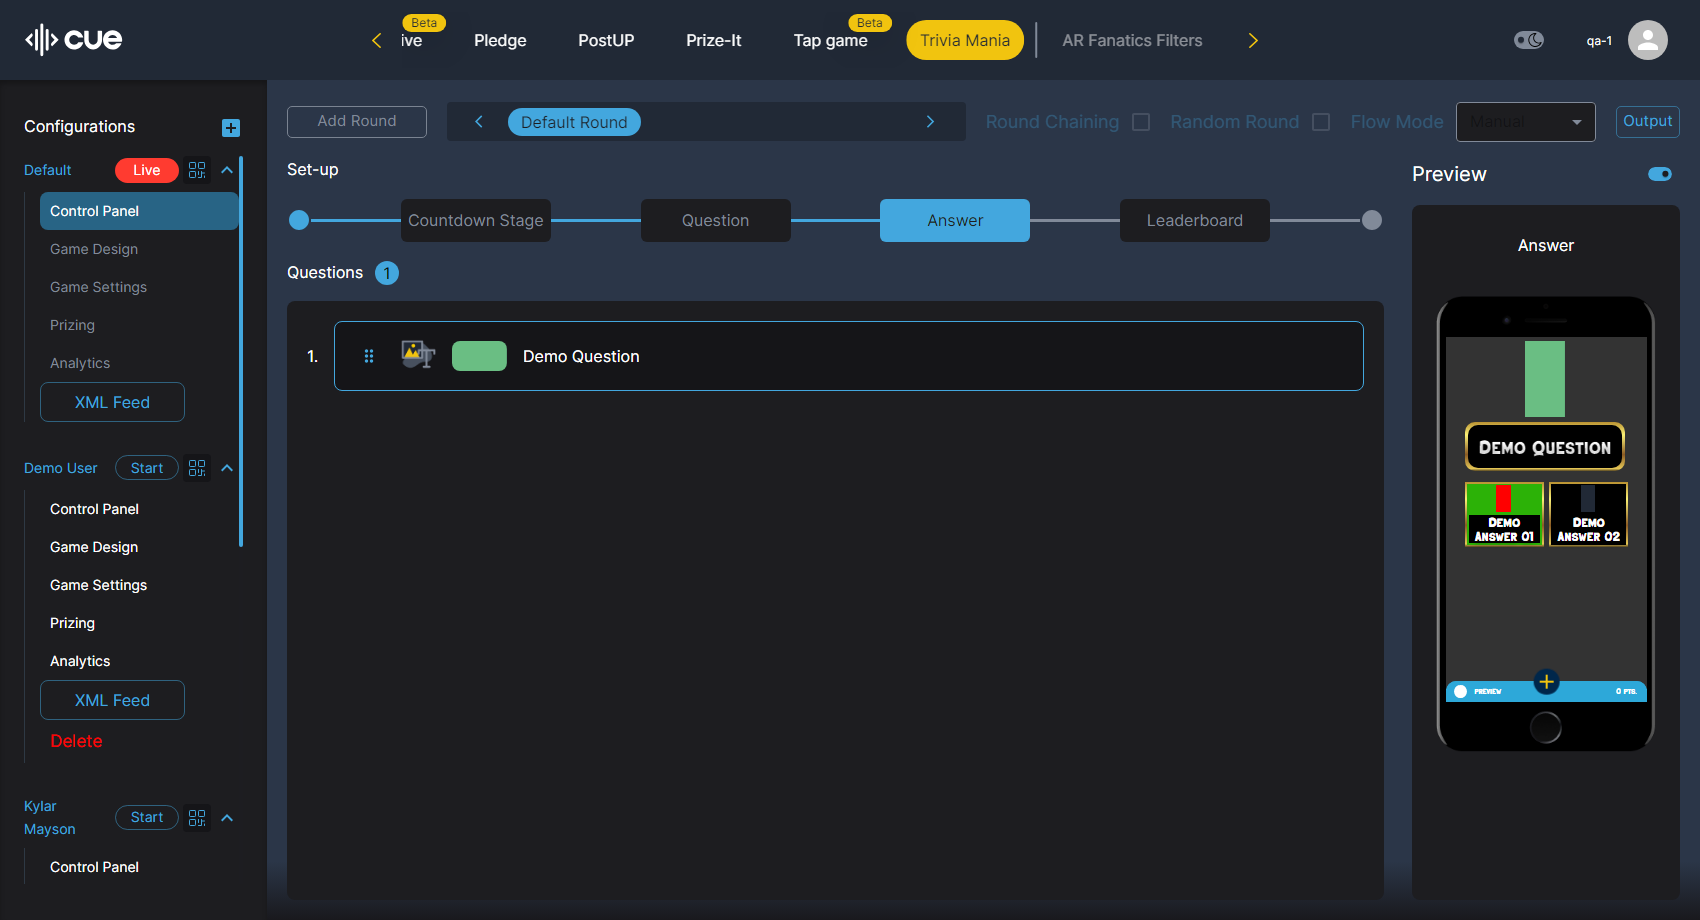 cue
Beta
ive
Pledge
PostUP
Prize-It
Beta
Tap game
Trivia Mania
AR Fanatics Filters
qa-1
Configurations
Default
Live
Control Panel
Game Design
Game Settings
Prizing
Analytics
XML Feed
Demo User
Start
Control Panel
Game Design
Game Settings
Prizing
Analytics
XML Feed
Delete
Kylar
Mayson
Start
Control Panel
Add Round
Default Round
Round Chaining
Random Round
Flow Mode
Manual
Output
Set-up
Countdown Stage
Question
Answer
Leaderboard
Questions 1
1.
Demo Question
Preview
Answer
Demo Question
Demo
Answer 01
Demo
Answer 02
PREVIEW
0 PTS.